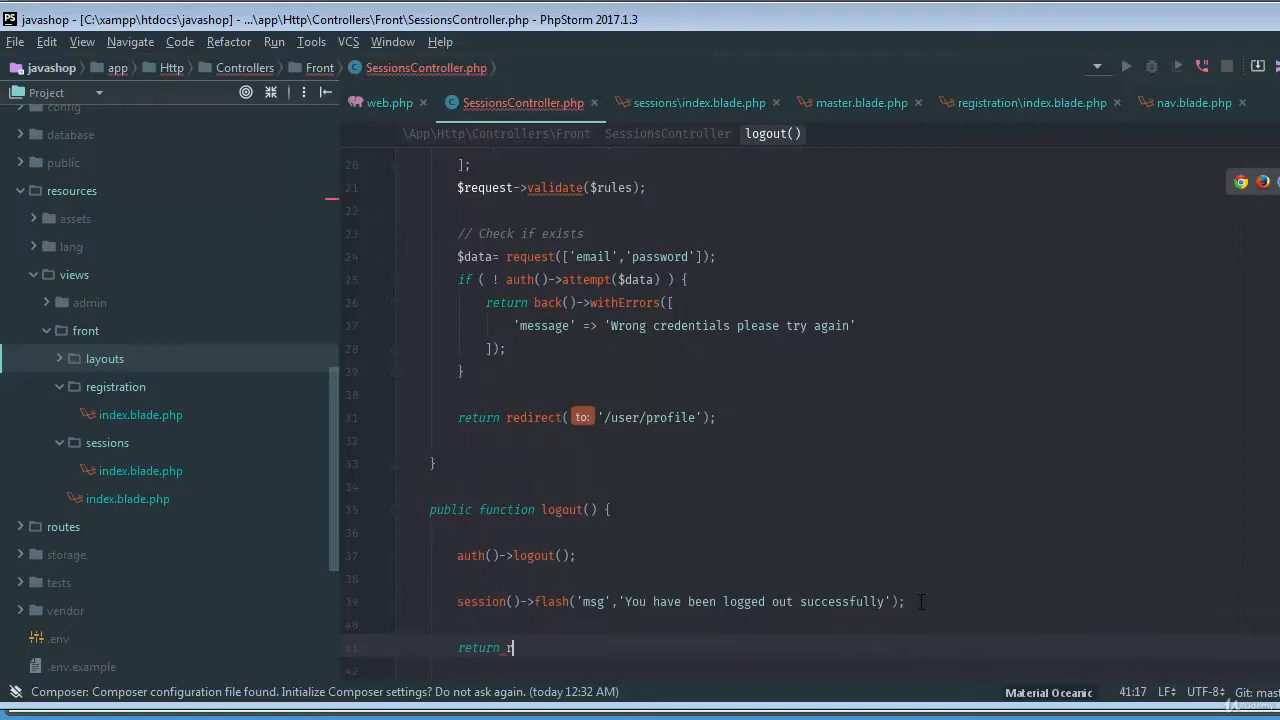 javashop - [C:\xampp\htdocs\javashop] - ...\app\Http\Controllers\Front\SessionsController.php - PhpStorm 2017.1.3
File Edit View Navigate Code Refactor Run Tools VCS Window Help
javashop app Http Controllers Front SessionsController.php
Project
web.php SessionsController.php sessions\index.blade.php master.blade.php registration\index.blade.php nav.blade.php
\App\Http\Controllers\Front SessionsController logout()
config
database
public
resources
assets
lang
views
admin
front
layouts
registration
index.blade.php
sessions
index.blade.php
index.blade.php
routes
storage
tests
vendor
.env
.env.example
20 ];
21 $request->validate($rules);
22
23 // Check if exists
24 $data= request(['email','password']);
25 if ( ! auth()->attempt($data) ) {
26 return back()->withErrors([
27 'message' => 'Wrong credentials please try again'
28 ]);
29 }
30
31 return redirect( to: '/user/profile');
32
33 }
34
35 public function logout() {
36
37 auth()->logout();
38
39 session()->flash('msg','You have been logged out successfully');
40
41 return r
42
Composer: Composer configuration file found. Initialize Composer settings? Do not ask again. (today 12:32 AM) Material Oceanic 41:17 LF UTF-8 Git: mast
Udemy